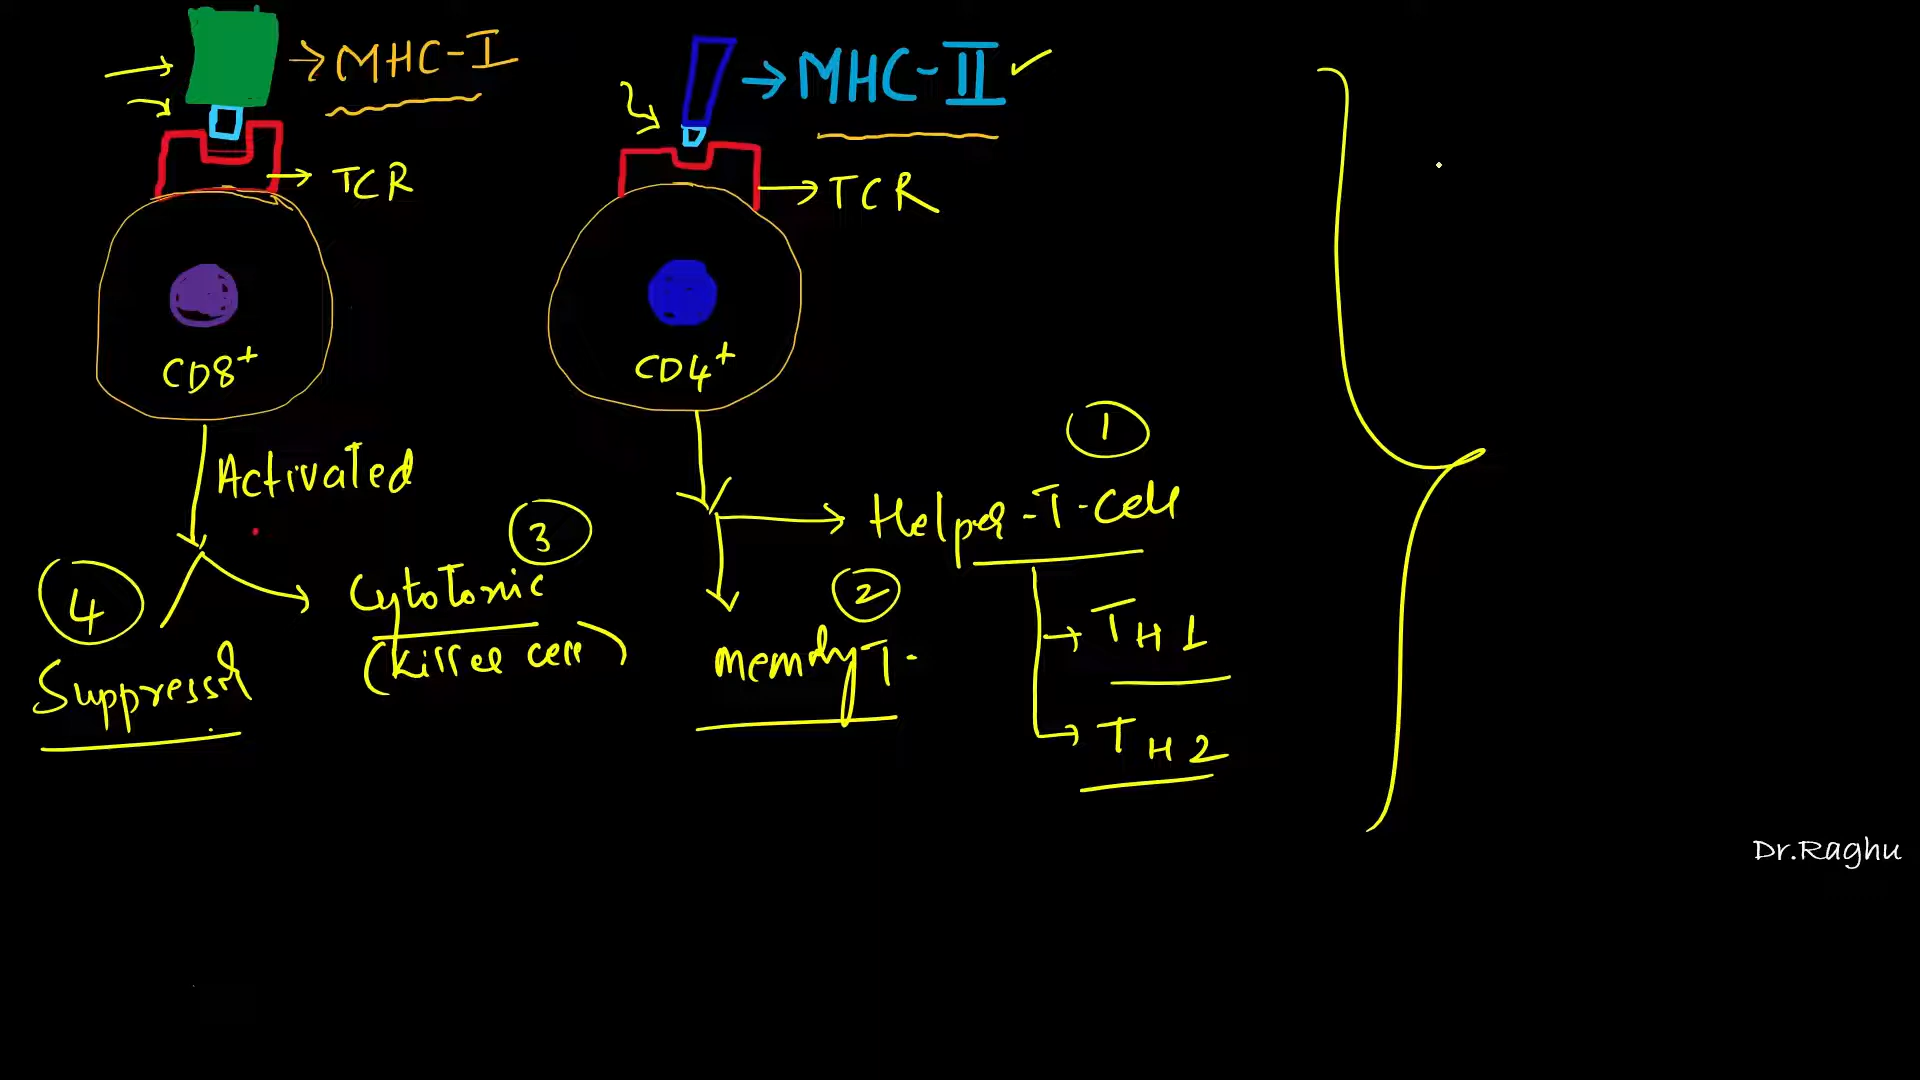 MHC-I
MHC-II
TCR
TCR
CD8+
CD4+
Activated
1
Helper-T-Cell
3
Cytotoxic
(Killer cell)
4
Suppressor
2
memory T-
TH1
TH2
Dr.Raghu